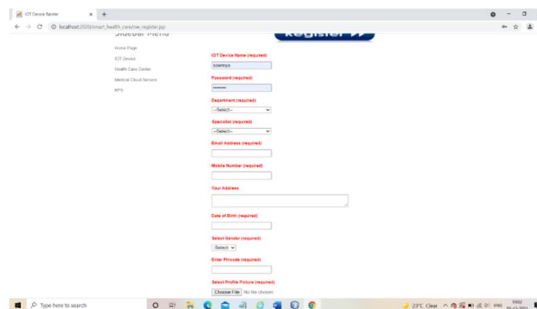 IOT Device Render
localhost:2020/smart_health_care/ow_register.jsp
Sidebar Menu
Register >>
Home Page
IOT Device
Health Care Center
Medical Cloud Service
IOT Device Name (required)
Password (required)
Department (required)
--Select--
Specialist (required)
--Select--
Email Address (required)
Mobile Number (required)
Your Address
Date of Birth (required)
Select Gender (required)
-Select-
Enter Pincode (required)
Select Profile Picture (required)
Choose File No file chosen
Type here to search
23°C Clear
ENG